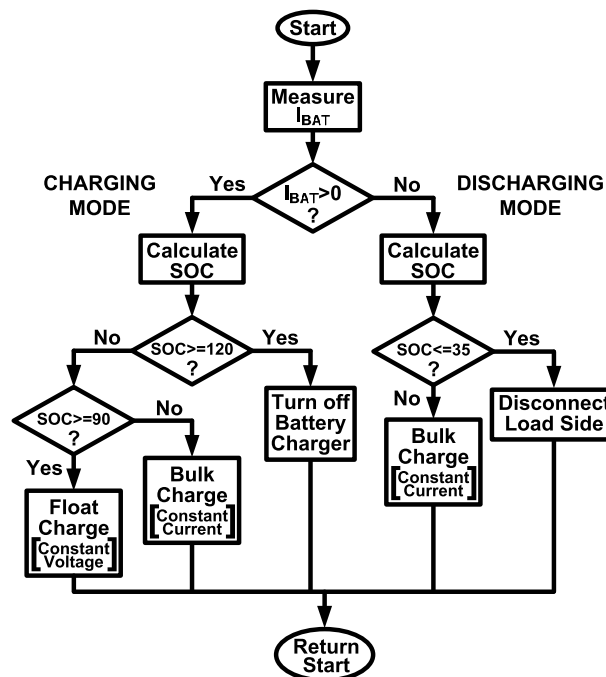 Start
Measure
IBAT
CHARGING
MODE
Yes
IBAT>0
?
No
DISCHARGING
MODE
Calculate
SOC
Calculate
SOC
No
SOC>=120
?
Yes
SOC<=35
?
Yes
SOC>=90
?
No
Turn off
Battery
Charger
No
Disconnect
Load Side
Yes
Bulk
Charge
[Constant
Current]
Bulk
Charge
[Constant
Current]
Float
Charge
[Constant
Voltage]
Return
Start